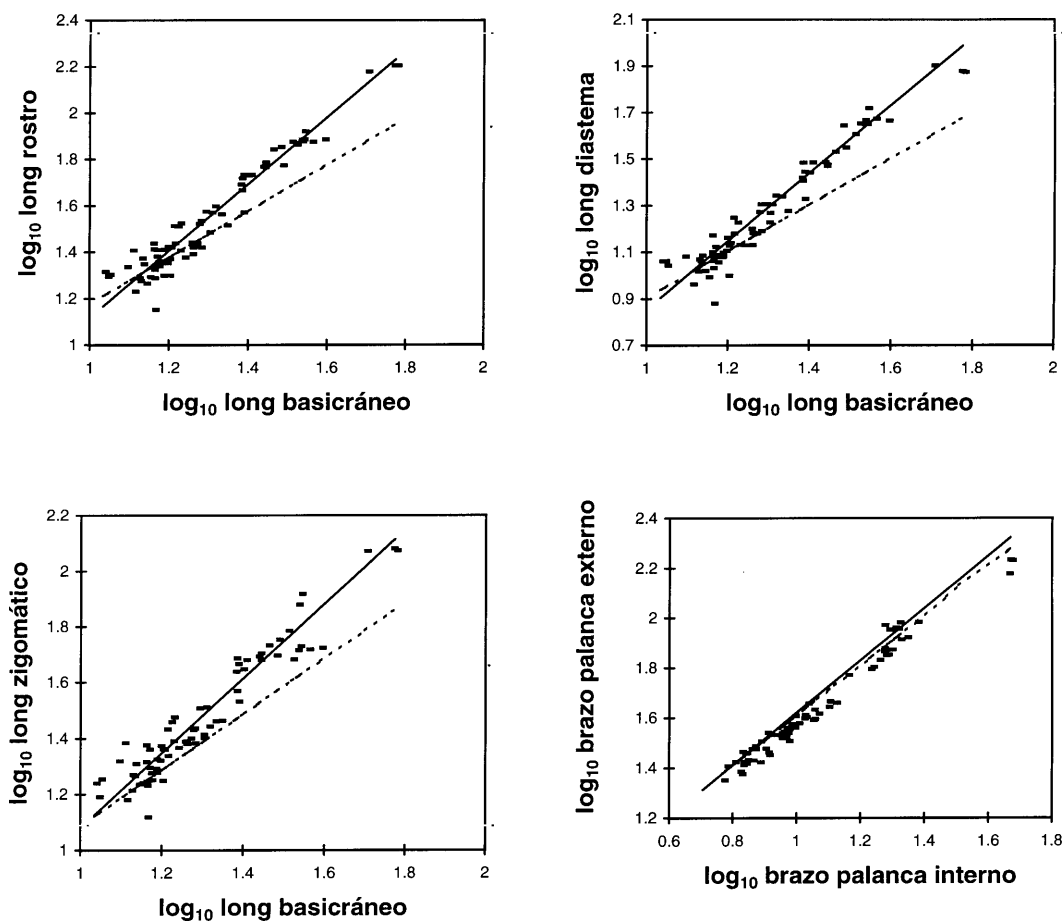 2.4
2.2
2
1.8
1.6
1.4
1.2
1
log10 long rostro
1 1.2 1.4 1.6 1.8 2
log10 long basicráneo
2.1
1.9
1.7
1.5
1.3
1.1
0.9
0.7
log10 long diastema
1 1.2 1.4 1.6 1.8 2
log10 long basicráneo
2.2
2
1.8
1.6
1.4
1.2
1
log10 long zigomático
1 1.2 1.4 1.6 1.8 2
log10 long basicráneo
2.4
2.2
2
1.8
1.6
1.4
1.2
log10 brazo palanca externo
0.6 0.8 1 1.2 1.4 1.6 1.8
log10 brazo palanca interno